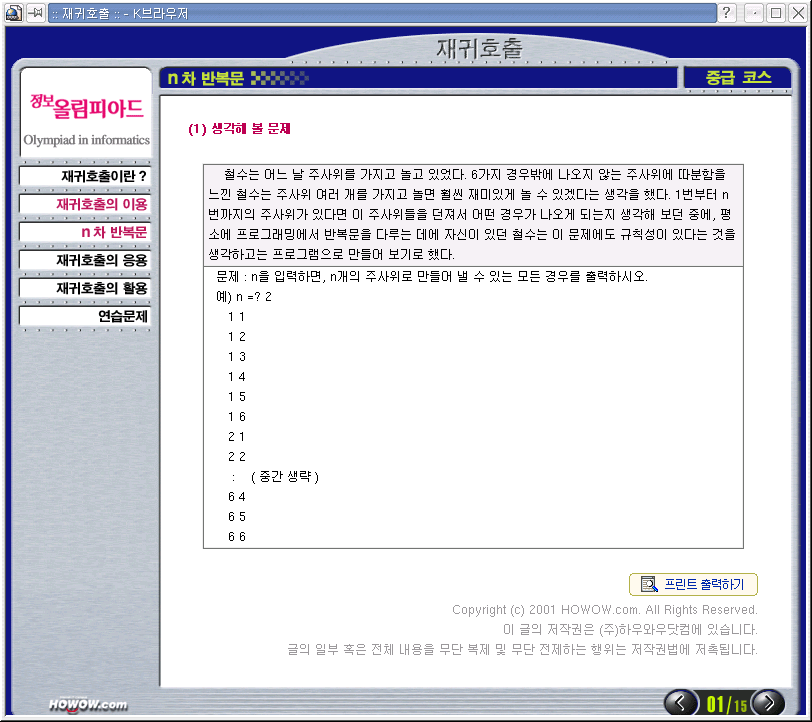 :: 재귀호출 :: - K브라우저
재귀호출
n 차 반복문
중급 코스
정보올림피아드
Olympiad in informatics
재귀호출이란 ?
재귀호출의 이용
n 차 반복문
재귀호출의 응용
재귀호출의 활용
연습문제
(1) 생각해 볼 문제
철수는 어느 날 주사위를 가지고 놀고 있었다. 6가지 경우밖에 나오지 않는 주사위에 따분함을
느낀 철수는 주사위 여러 개를 가지고 놀면 훨씬 재미있게 놀 수 있겠다는 생각을 했다. 1번부터 n
번까지의 주사위가 있다면 이 주사위들을 던져서 어떤 경우가 나오게 되는지 생각해 보던 중에, 평
소에 프로그래밍에서 반복문을 다루는 데에 자신이 있던 철수는 이 문제에도 규칙성이 있다는 것을
생각하고는 프로그램으로 만들어 보기로 했다.
문제 : n을 입력하면, n개의 주사위로 만들어 낼 수 있는 모든 경우를 출력하시오.
예) n =? 2
1 1
1 2
1 3
1 4
1 5
1 6
2 1
2 2
: ( 중간 생략 )
6 4
6 5
6 6
프린트 출력하기
Copyright (c) 2001 HOWOW.com. All Rights Reserved.
이 글의 저작권은 (주)하우와우닷컴에 있습니다.
글의 일부 혹은 전체 내용을 무단 복제 및 무단 전제하는 행위는 저작권법에 저촉됩니다.
HOWOW.com
01/15